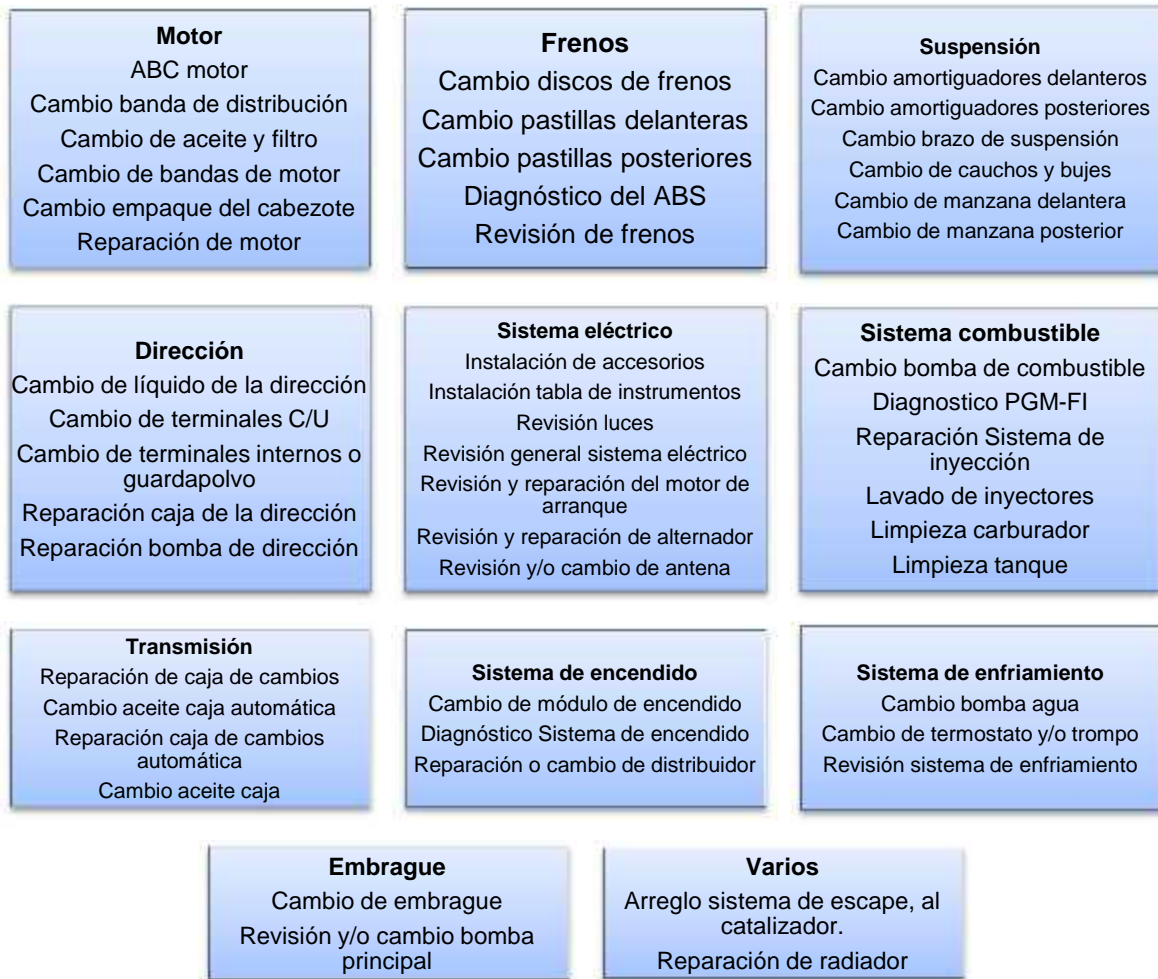 Motor
ABC motor
Cambio banda de distribución
Cambio de aceite y filtro
Cambio de bandas de motor
Cambio empaque del cabezote
Reparación de motor
Frenos
Cambio discos de frenos
Cambio pastillas delanteras
Cambio pastillas posteriores
Diagnóstico del ABS
Revisión de frenos
Suspensión
Cambio amortiguadores delanteros
Cambio amortiguadores posteriores
Cambio brazo de suspensión
Cambio de cauchos y bujes
Cambio de manzana delantera
Cambio de manzana posterior
Dirección
Cambio de líquido de la dirección
Cambio de terminales C/U
Cambio de terminales internos o
guardapolvo
Reparación caja de la dirección
Reparación bomba de dirección
Sistema eléctrico
Instalación de accesorios
Instalación tabla de instrumentos
Revisión luces
Revisión general sistema eléctrico
Revisión y reparación del motor de
arranque
Revisión y reparación de alternador
Revisión y/o cambio de antena
Sistema combustible
Cambio bomba de combustible
Diagnostico PGM-FI
Reparación Sistema de
inyección
Lavado de inyectores
Limpieza carburador
Limpieza tanque
Transmisión
Reparación de caja de cambios
Cambio aceite caja automática
Reparación caja de cambios
automática
Cambio aceite caja
Sistema de encendido
Cambio de módulo de encendido
Diagnóstico Sistema de encendido
Reparación o cambio de distribuidor
Sistema de enfriamiento
Cambio bomba agua
Cambio de termostato y/o trompo
Revisión sistema de enfriamiento
Embrague
Cambio de embrague
Revisión y/o cambio bomba
principal
Varios
Arreglo sistema de escape, al
catalizador.
Reparación de radiador